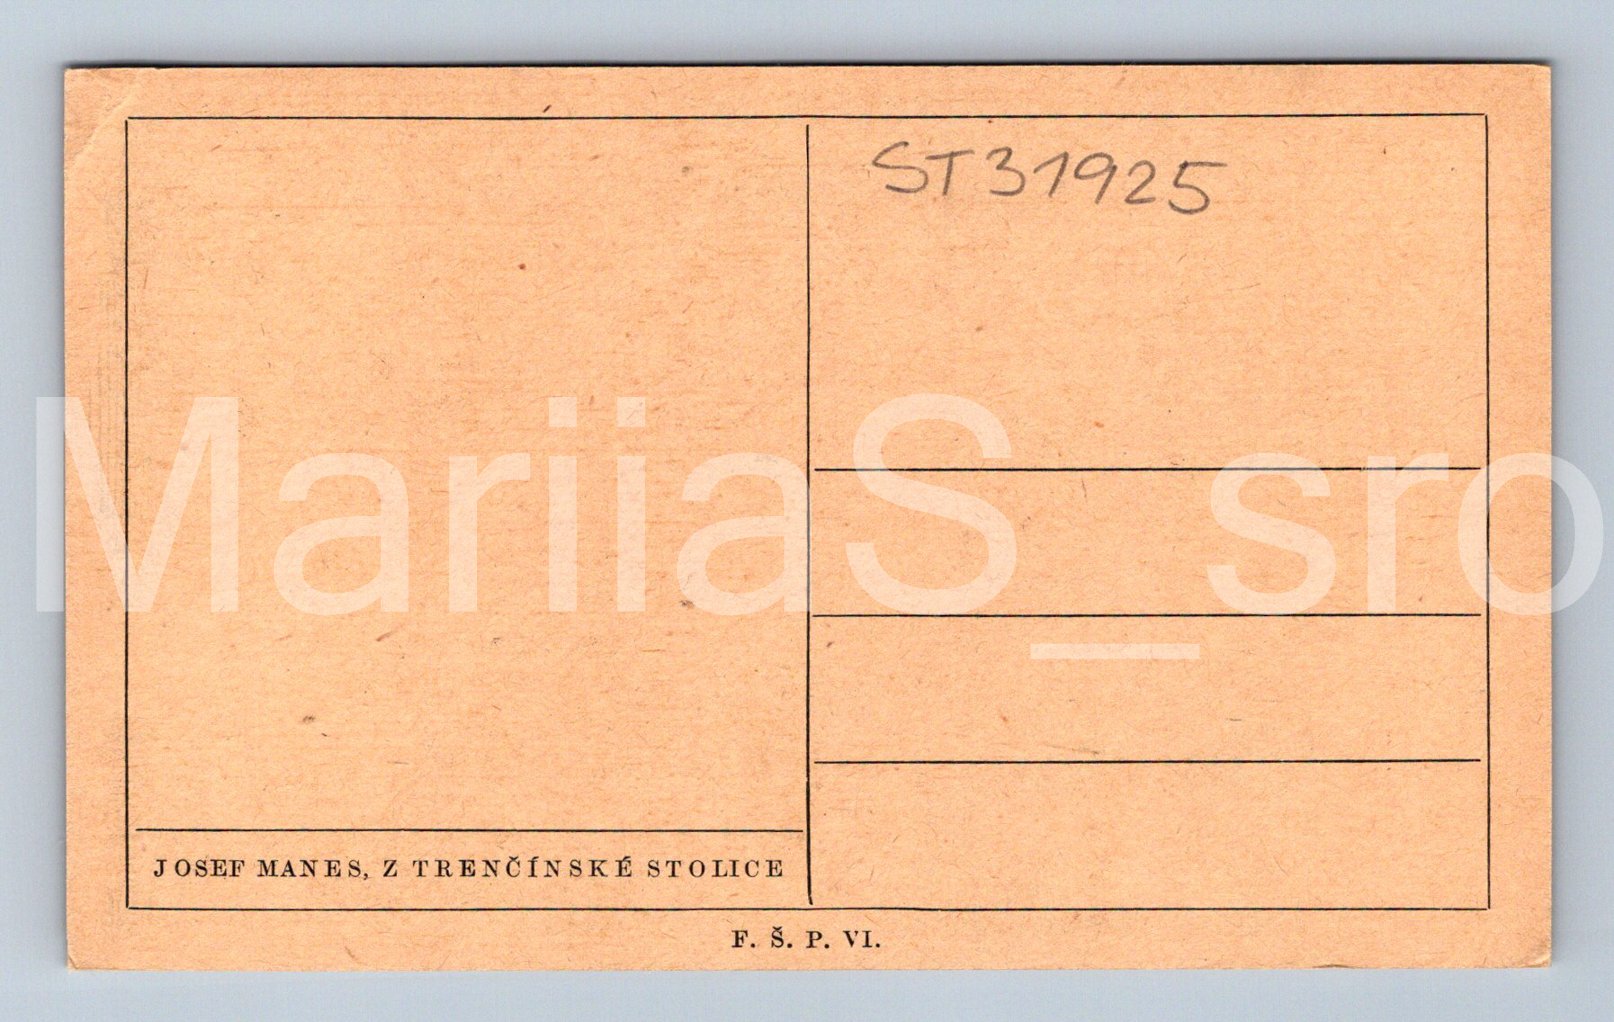 ST31925
MariiaS_sro
JOSEF MANES, Z TRENČÍNSKÉ STOLICE
F. Š. P. VI.